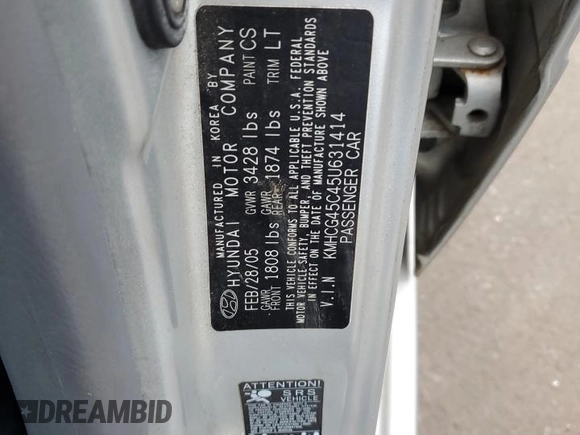 MANUFACTURED IN KOREA BY
HYUNDAI MOTOR COMPANY
FEB/28/05 GVWR 3428 lbs PAINT CS
GAWR FRONT 1808 lbs GAWR REAR 1874 lbs TRIM LT
THIS VEHICLE CONFORMS TO ALL APPLICABLE U.S.A. FEDERAL
MOTOR VEHICLE-SAFETY, BUMPER, AND THEFT PREVENTION STANDARDS
IN EFFECT ON THE DATE OF MANUFACTURE SHOWN ABOVE
V.I.N KMHCG45C45U631414
PASSENGER CAR
ATTENTION!
SRS
VEHICLE
DREAMBID